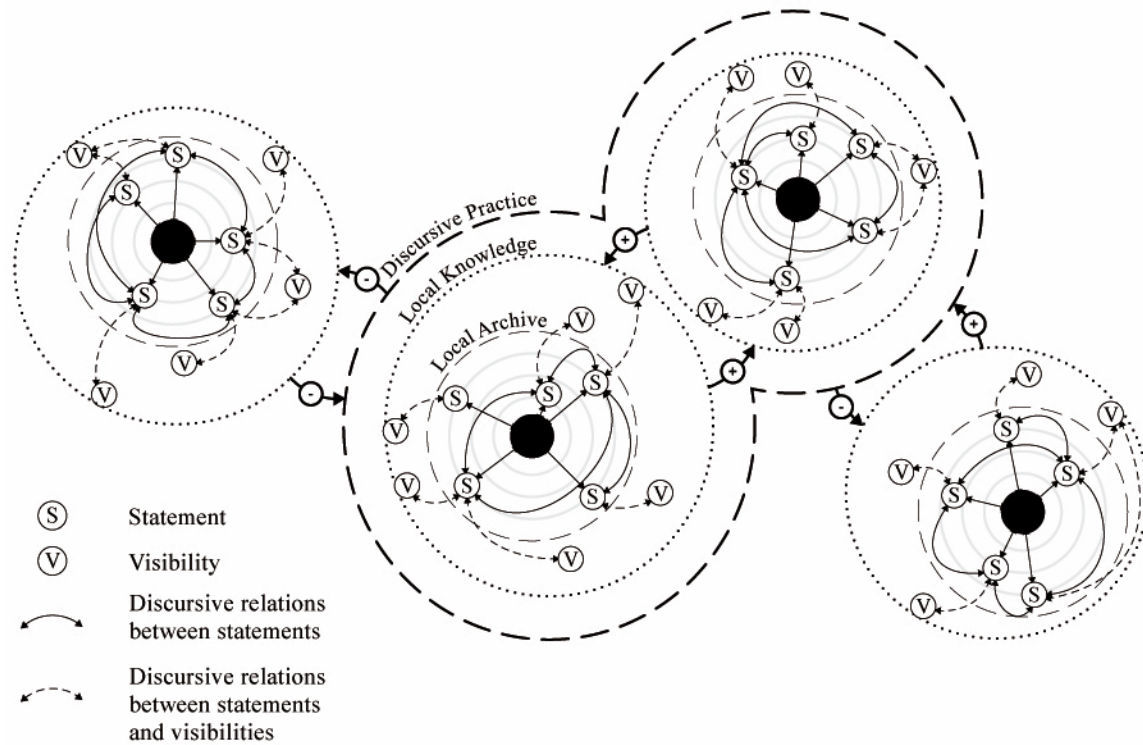 V
S
V
S
S
V
S
S
V
V
-
-
Discursive Practice
Local Knowledge
Local Archive
V
V
S
S
S
V
V
S
S
V
V
+
+
V
V
S
S
V
S
S
S
V
V
+
-
V
V
S
V
S
S
S
S
V
S Statement
V Visibility
Discursive relations
between statements
Discursive relations
between statements
and visibilities